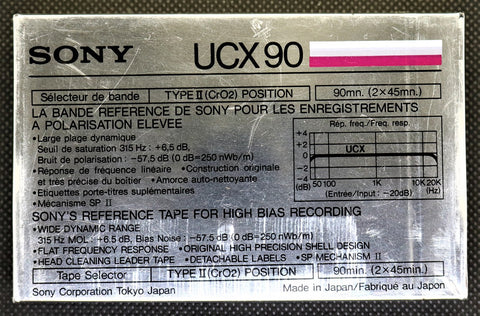 SONY UCX90
Sélecteur de bande TYPE II (CrO2) POSITION 90mn. (2×45mn.)
LA BANDE REFERENCE DE SONY POUR LES ENREGISTREMENTS
A POLARISATION ELEVEE
• Large plage dynamique
Seuil de saturation 315 Hz : +6,5 dB,
Bruit de polarisation : −57,5 dB (0 dB=250 nWb/m)
• Réponse de fréquence linéaire • Construction originale
et très précise du boîtier • Amorce auto-nettoyante
• Etiquettes porte-titres supplémentaires
• Mécanisme SP II
Rép. freq./Freq. resp.
+4
+2
0
−2
−4
UCX
50 100 1K 10K 20K
(Hz)
(Entrée/Input : −20dB)
SONY'S REFERENCE TAPE FOR HIGH BIAS RECORDING
• WIDE DYNAMIC RANGE
315 Hz MOL : +6.5 dB, Bias Noise : −57.5 dB (0 dB−250 nWb/m)
• FLAT FREQUENCY RESPONSE • ORIGINAL HIGH PRECISION SHELL DESIGN
• HEAD CLEANING LEADER TAPE • DETACHABLE LABELS • SP MECHANISM II
Tape Selector TYPE II (CrO2) POSITION 90min. (2×45min.)
Sony Corporation Tokyo Japan Made in Japan/Fabriqué au Japon